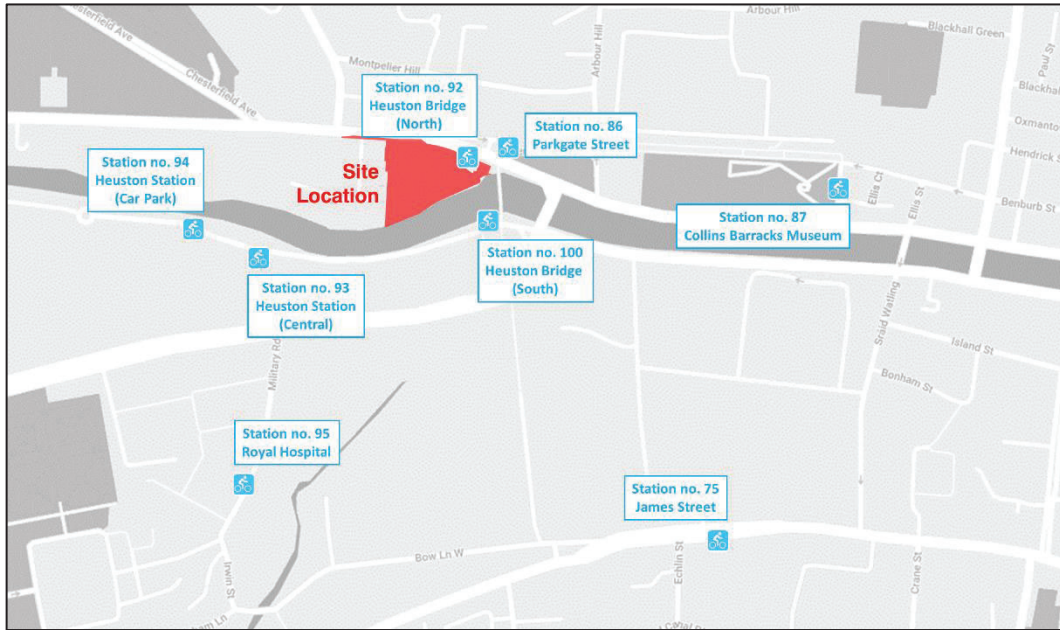 Chesterfield Ave
Chesterfield Ave
Arbour Hill
Blackhall Green
Paul St
Montpelier Hill
Arbour Hill
Station no. 92
Heuston Bridge
(North)
Station no. 86
Parkgate Street
Oxmanto
Hendrick S
Station no. 94
Heuston Station
(Car Park)
Site
Location
Ellis Ct
Ellis St
Benburb St
Station no. 87
Collins Barracks Museum
Station no. 100
Heuston Bridge
(South)
Station no. 93
Heuston Station
(Central)
Military Rd
Sráid Watling
Island St
Bonham St
Station no. 95
Royal Hospital
Station no. 75
James Street
Bow Ln W
Echlin St
Crane St
Irwin St